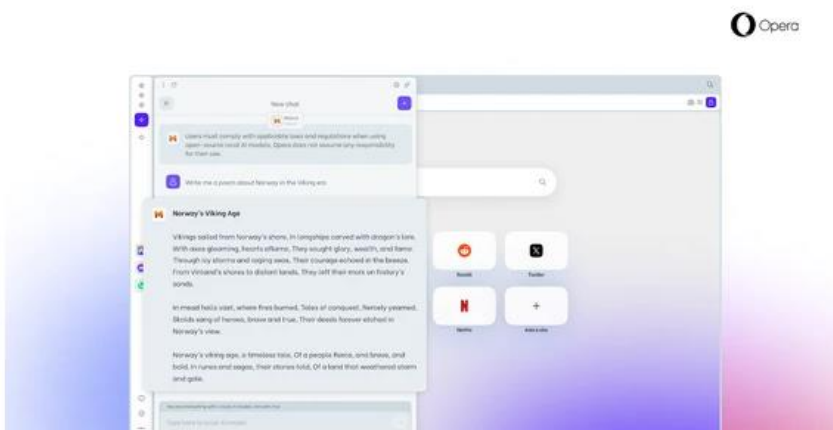 Opera
New chat
Users must comply with applicable laws and regulations when using
open-source local AI models. Opera does not assume any responsibility
for their use.
Write me a poem about Norway in the Viking era
Norway's Viking Age
Vikings sailed from Norway's shore, In longships carved with dragon's lore.
With axes gleaming, hearts aflame, They sought glory, wealth, and fame.
Through icy storms and raging seas, Their courage echoed in the breeze.
From Vinland's shores to distant lands, They left their mark on history's
sands.
In mead halls vast, where fires burned, Tales of conquest, fiercely yearned.
Skalds sang of heroes, brave and true, Their deeds forever etched in
Norway's view.
Norway's viking age, a timeless tale, Of a people fierce, and brave, and
bold. In runes and sagas, their stories told, Of a land that weathered storm
and gale.
Reddit
Twitter
Netflix
Add a site